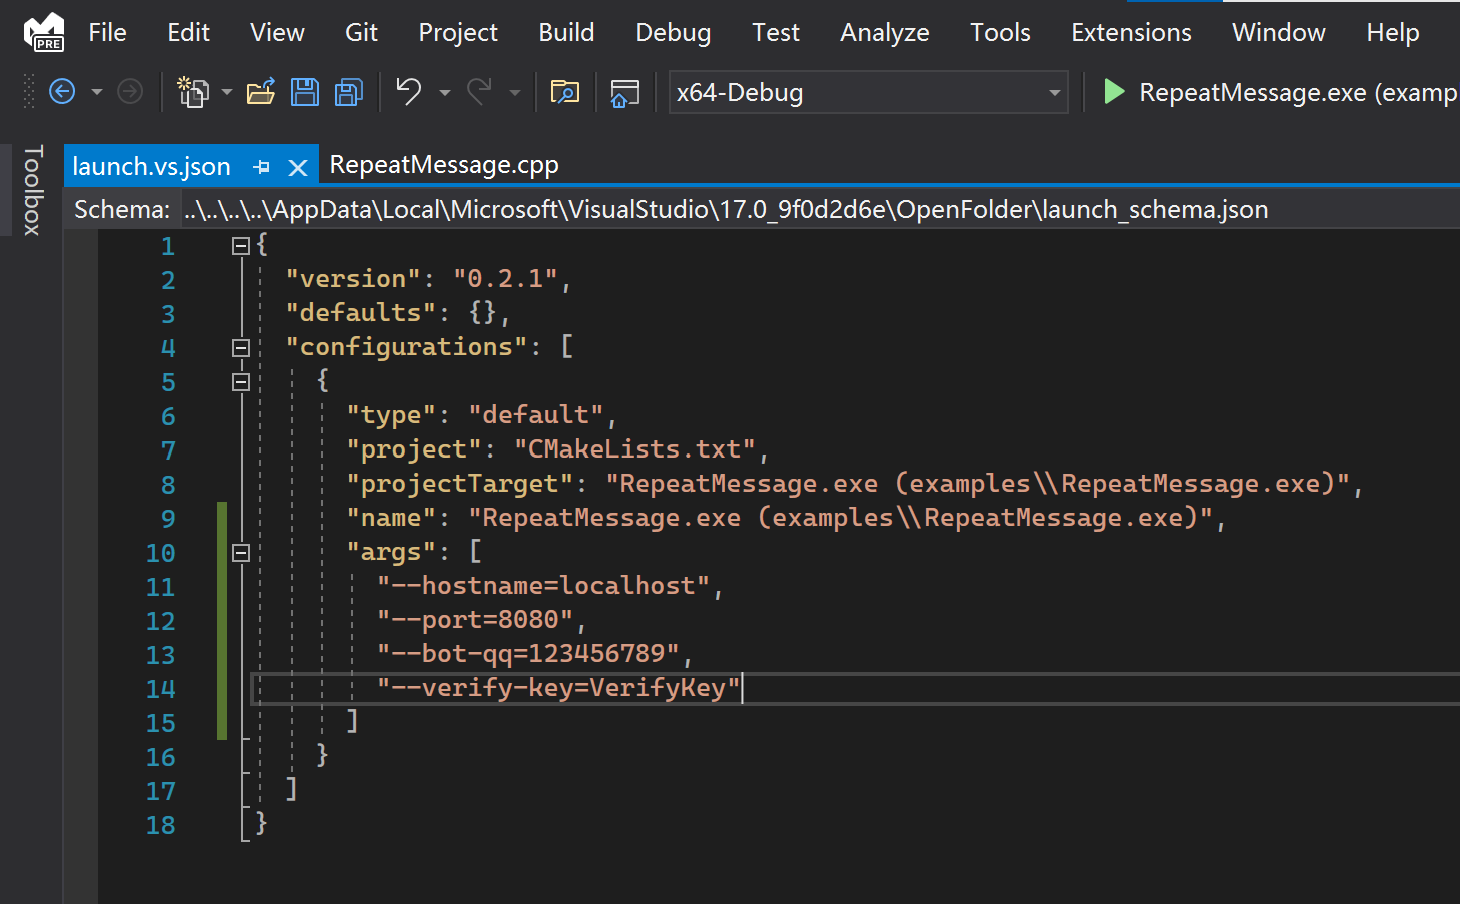 PRE
File Edit View Git Project Build Debug Test Analyze Tools Extensions Window Help
x64-Debug RepeatMessage.exe (examp
Toolbox
launch.vs.json RepeatMessage.cpp
Schema: ..\..\..\..\AppData\Local\Microsoft\VisualStudio\17.0_9f0d2d6e\OpenFolder\launch_schema.json
1 {
2 "version": "0.2.1",
3 "defaults": {},
4 "configurations": [
5 {
6 "type": "default",
7 "project": "CMakeLists.txt",
8 "projectTarget": "RepeatMessage.exe (examples\\RepeatMessage.exe)",
9 "name": "RepeatMessage.exe (examples\\RepeatMessage.exe)",
10 "args": [
11 "--hostname=localhost",
12 "--port=8080",
13 "--bot-qq=123456789",
14 "--verify-key=VerifyKey"
15 ]
16 }
17 ]
18 }